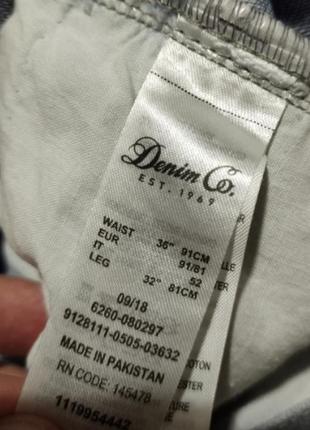 Denim Co.
EST. 1969
WAIST 36" 91CM
EUR 91/81
IT 52
LEG 32" 81CM
09/18
6260-080297
9128111-0505-03632
MADE IN PAKISTAN
RN CODE: 145478
1119954442